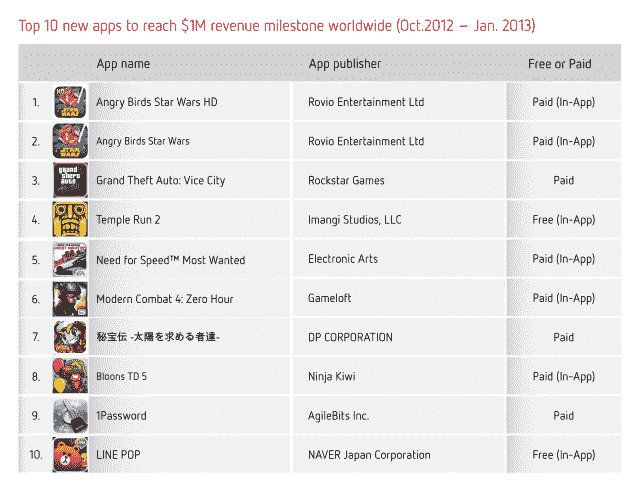 Top 10 new apps to reach $1M revenue milestone worldwide (Oct.2012 – Jan. 2013)
App name App publisher Free or Paid
1. Angry Birds Star Wars HD Rovio Entertainment Ltd Paid (In-App)
2. Angry Birds Star Wars Rovio Entertainment Ltd Paid (In-App)
3. grand theft auto Grand Theft Auto: Vice City Rockstar Games Paid
4. Temple Run 2 Imangi Studios, LLC Free (In-App)
5. Need for Speed™ Most Wanted Electronic Arts Paid (In-App)
6. Modern Combat 4: Zero Hour Gameloft Paid (In-App)
7. 秘宝伝 -太陽を求める者達- DP CORPORATION Paid
8. Bloons TD 5 Ninja Kiwi Paid (In-App)
9. 1Password AgileBits Inc. Paid
10. LINE POP NAVER Japan Corporation Free (In-App)